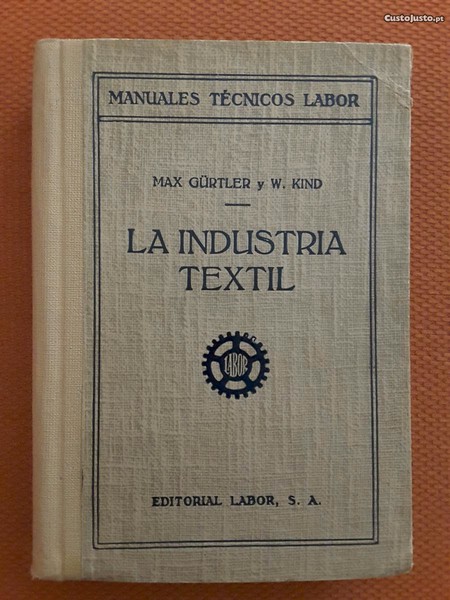 CustoJusto.pt
MANUALES TÉCNICOS LABOR
MAX GÜRTLER y W. KIND
LA INDUSTRIA
TEXTIL
LABOR
EDITORIAL LABOR, S. A.